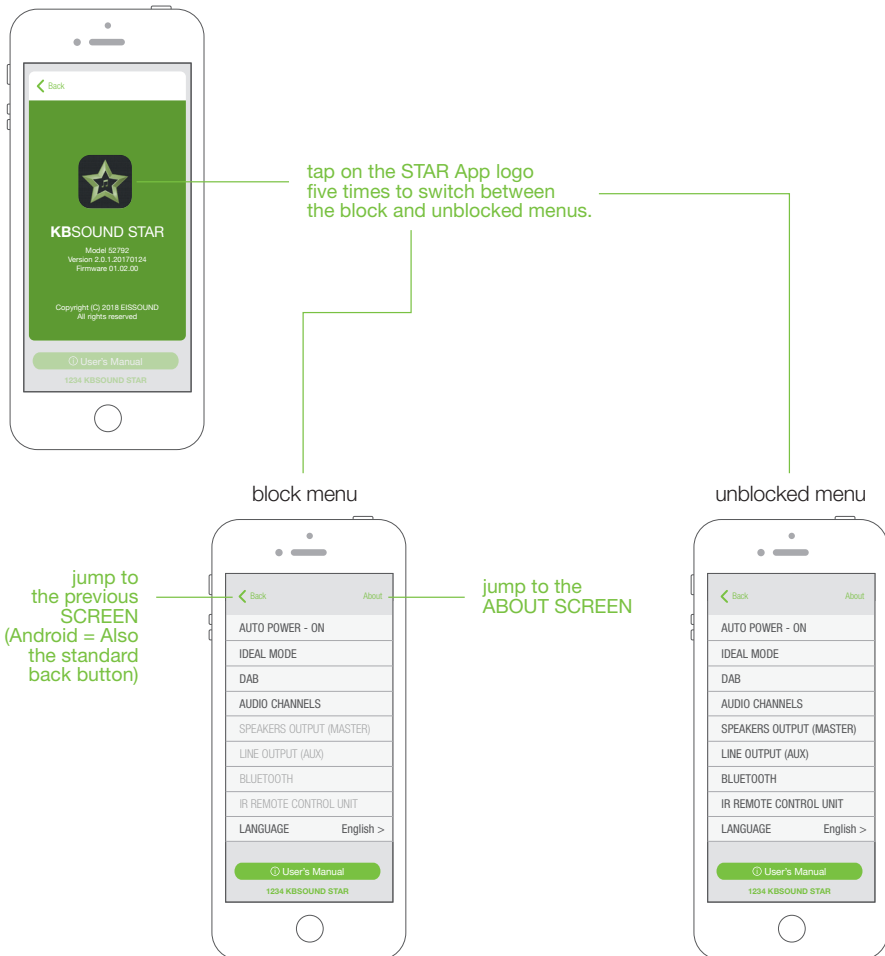 Back
KBSOUND STAR
Model 52792
Version 2.0.1.20170124
Firmware 01.02.00
Copyright (C) 2018 EISSOUND
All rights reserved
User's Manual
1234 KBSOUND STAR
tap on the STAR App logo
five times to switch between
the block and unblocked menus.
block menu
jump to
the previous
SCREEN
(Android = Also
the standard
back button)
Back About
AUTO POWER - ON
IDEAL MODE
DAB
AUDIO CHANNELS
SPEAKERS OUTPUT (MASTER)
LINE OUTPUT (AUX)
BLUETOOTH
IR REMOTE CONTROL UNIT
LANGUAGE English >
User's Manual
1234 KBSOUND STAR
jump to the
ABOUT SCREEN
unblocked menu
Back About
AUTO POWER - ON
IDEAL MODE
DAB
AUDIO CHANNELS
SPEAKERS OUTPUT (MASTER)
LINE OUTPUT (AUX)
BLUETOOTH
IR REMOTE CONTROL UNIT
LANGUAGE English >
User's Manual
1234 KBSOUND STAR